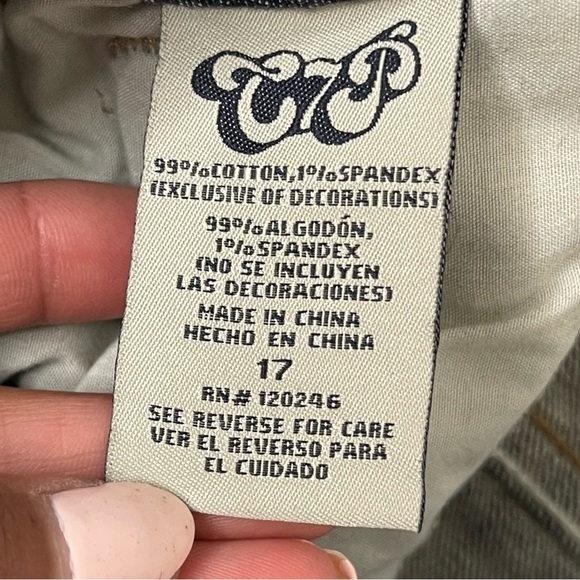 C7P
99% COTTON, 1% SPANDEX
(EXCLUSIVE OF DECORATIONS)
99% ALGODÓN,
1% SPANDEX
(NO SE INCLUYEN
LAS DECORACIONES)
MADE IN CHINA
HECHO EN CHINA
17
RN# 120246
SEE REVERSE FOR CARE
VER EL REVERSO PARA
EL CUIDADO